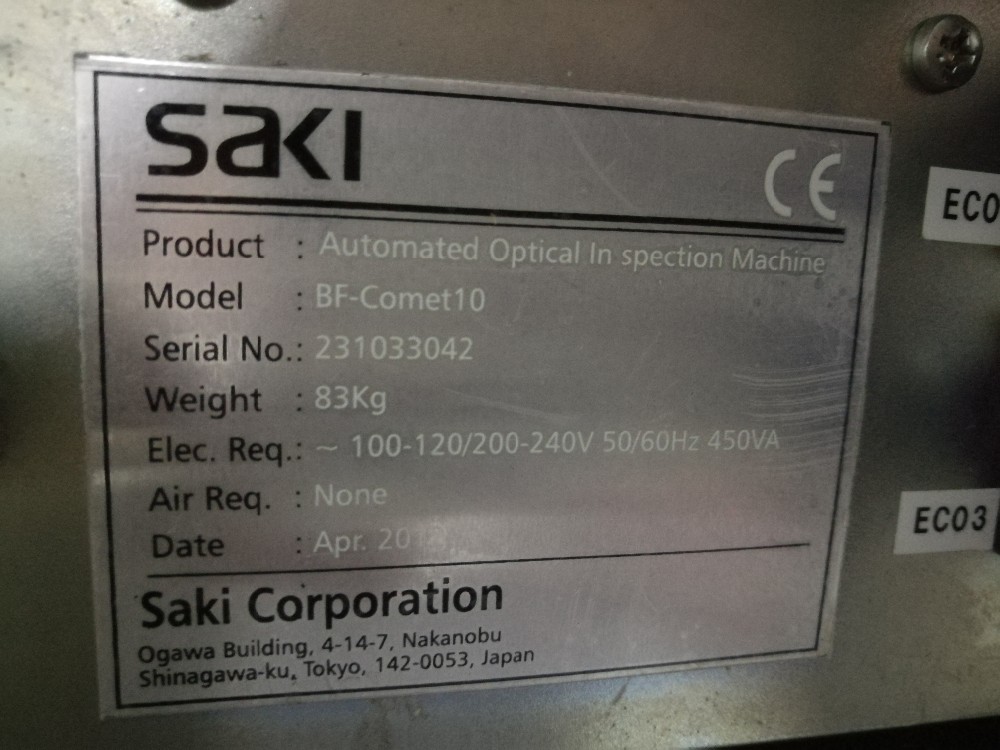 saki
CE
Product : Automated Optical In spection Machine
Model : BF-Comet10
Serial No.: 231033042
Weight : 83Kg
Elec. Req.: ~ 100-120/200-240V 50/60Hz 450VA
Air Req. : None
Date : Apr.
Saki Corporation
Ogawa Building, 4-14-7, Nakanobu
Shinagawa-ku, Tokyo, 142-0053, Japan
ECO3